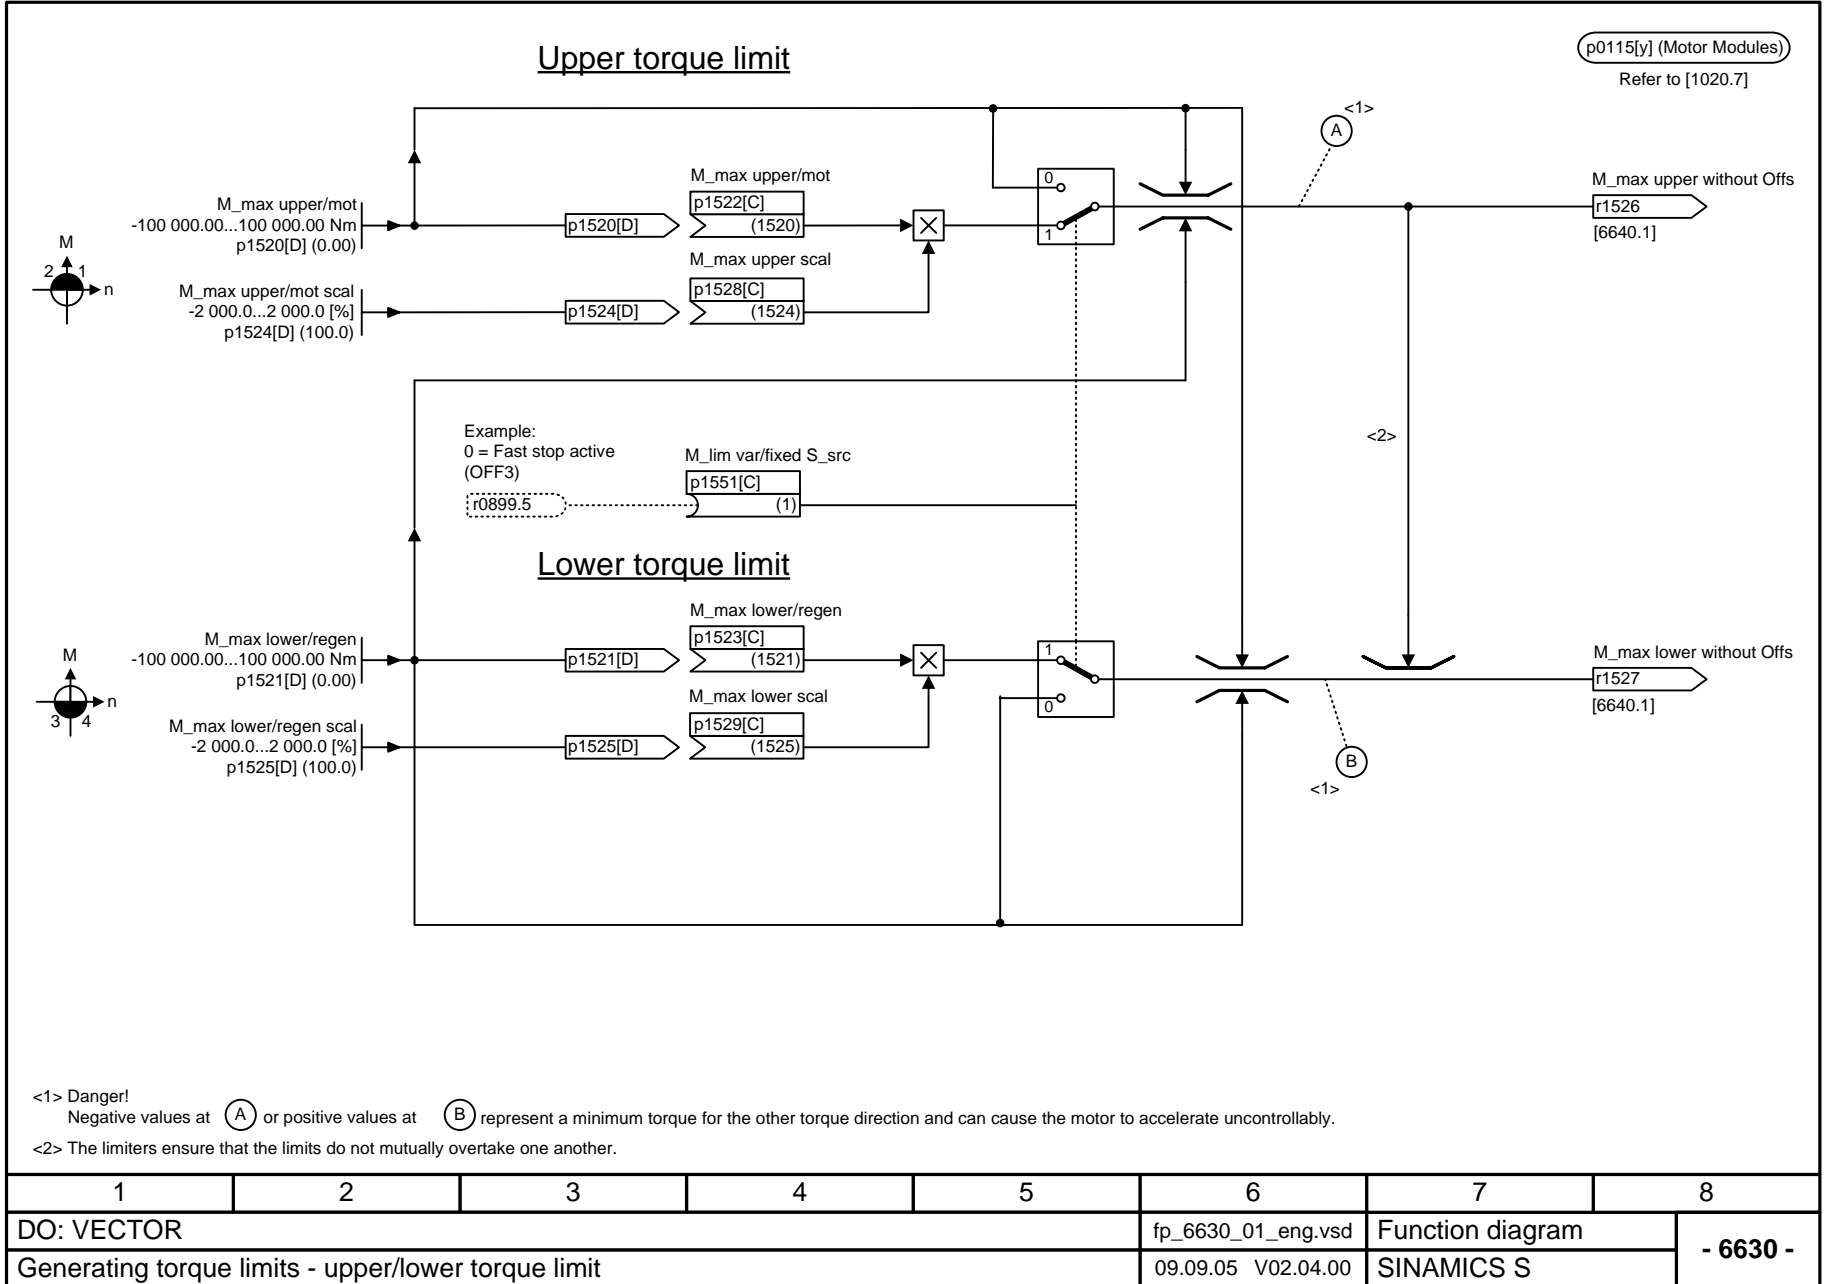 Upper torque limit
p0115[y] (Motor Modules)
Refer to [1020.7]
<1>
A
M_max upper/mot
-100 000.00...100 000.00 Nm
p1520[D] (0.00)
p1520[D]
M_max upper/mot
p1522[C]
(1520)
0
1
M_max upper without Offs
r1526
[6640.1]
M
2 1
n
M_max upper/mot scal
-2 000.0...2 000.0 [%]
p1524[D] (100.0)
p1524[D]
M_max upper scal
p1528[C]
(1524)
Example:
0 = Fast stop active
(OFF3)
r0899.5
M_lim var/fixed S_src
p1551[C]
(1)
<2>
Lower torque limit
M_max lower/regen
-100 000.00...100 000.00 Nm
p1521[D] (0.00)
p1521[D]
M_max lower/regen
p1523[C]
(1521)
1
0
M_max lower without Offs
r1527
[6640.1]
M
n
3 4
M_max lower/regen scal
-2 000.0...2 000.0 [%]
p1525[D] (100.0)
p1525[D]
M_max lower scal
p1529[C]
(1525)
B
<1>
<1> Danger!
Negative values at A or positive values at B represent a minimum torque for the other torque direction and can cause the motor to accelerate uncontrollably.
<2> The limiters ensure that the limits do not mutually overtake one another.
1 2 3 4 5 6 7 8
DO: VECTOR fp_6630_01_eng.vsd Function diagram
- 6630 -
Generating torque limits - upper/lower torque limit 09.09.05 V02.04.00 SINAMICS S